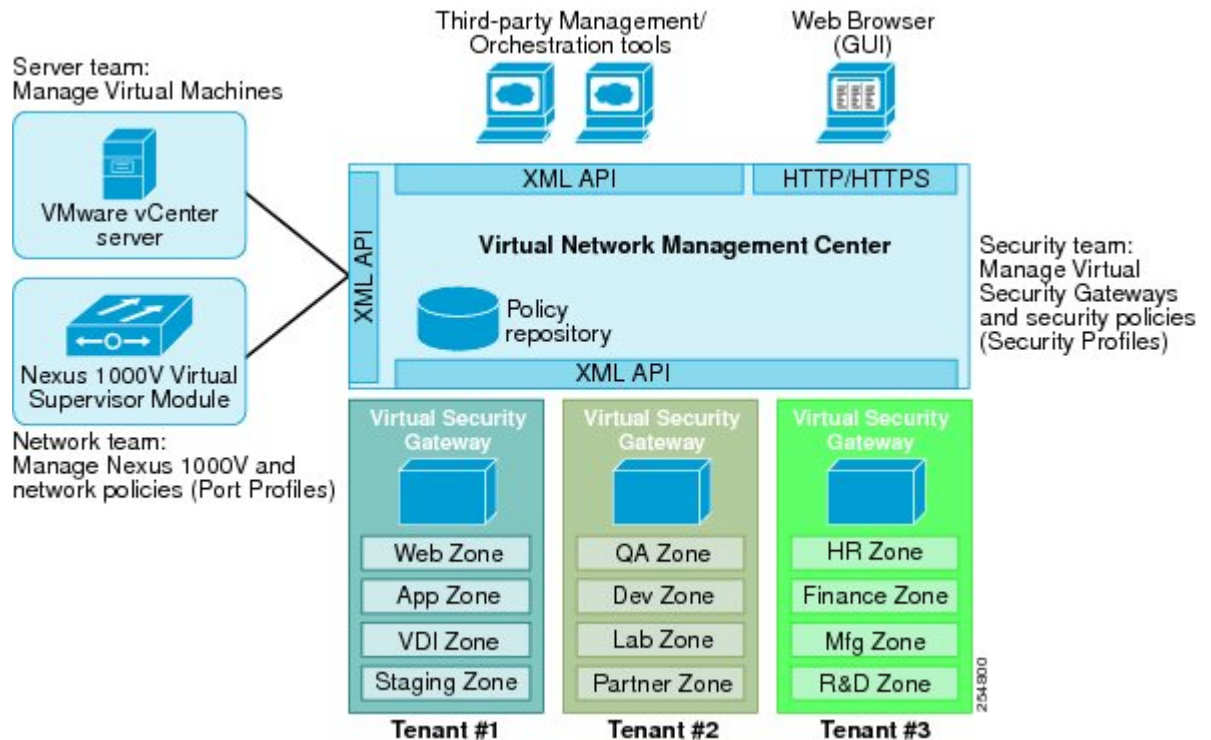 Third-party Management/
Orchestration tools
Web Browser
(GUI)
Server team:
Manage Virtual Machines
VMware vCenter
server
Nexus 1000V Virtual
Supervisor Module
Network team:
Manage Nexus 1000V and
network policies (Port Profiles)
XML API
HTTP/HTTPS
XML API
Virtual Network Management Center
Policy
repository
XML API
Security team:
Manage Virtual
Security Gateways
and security policies
(Security Profiles)
Virtual Security
Gateway
Web Zone
App Zone
VDI Zone
Staging Zone
Tenant #1
Virtual Security
Gateway
QA Zone
Dev Zone
Lab Zone
Partner Zone
Tenant #2
Virtual Security
Gateway
HR Zone
Finance Zone
Mfg Zone
R&D Zone
Tenant #3
254800